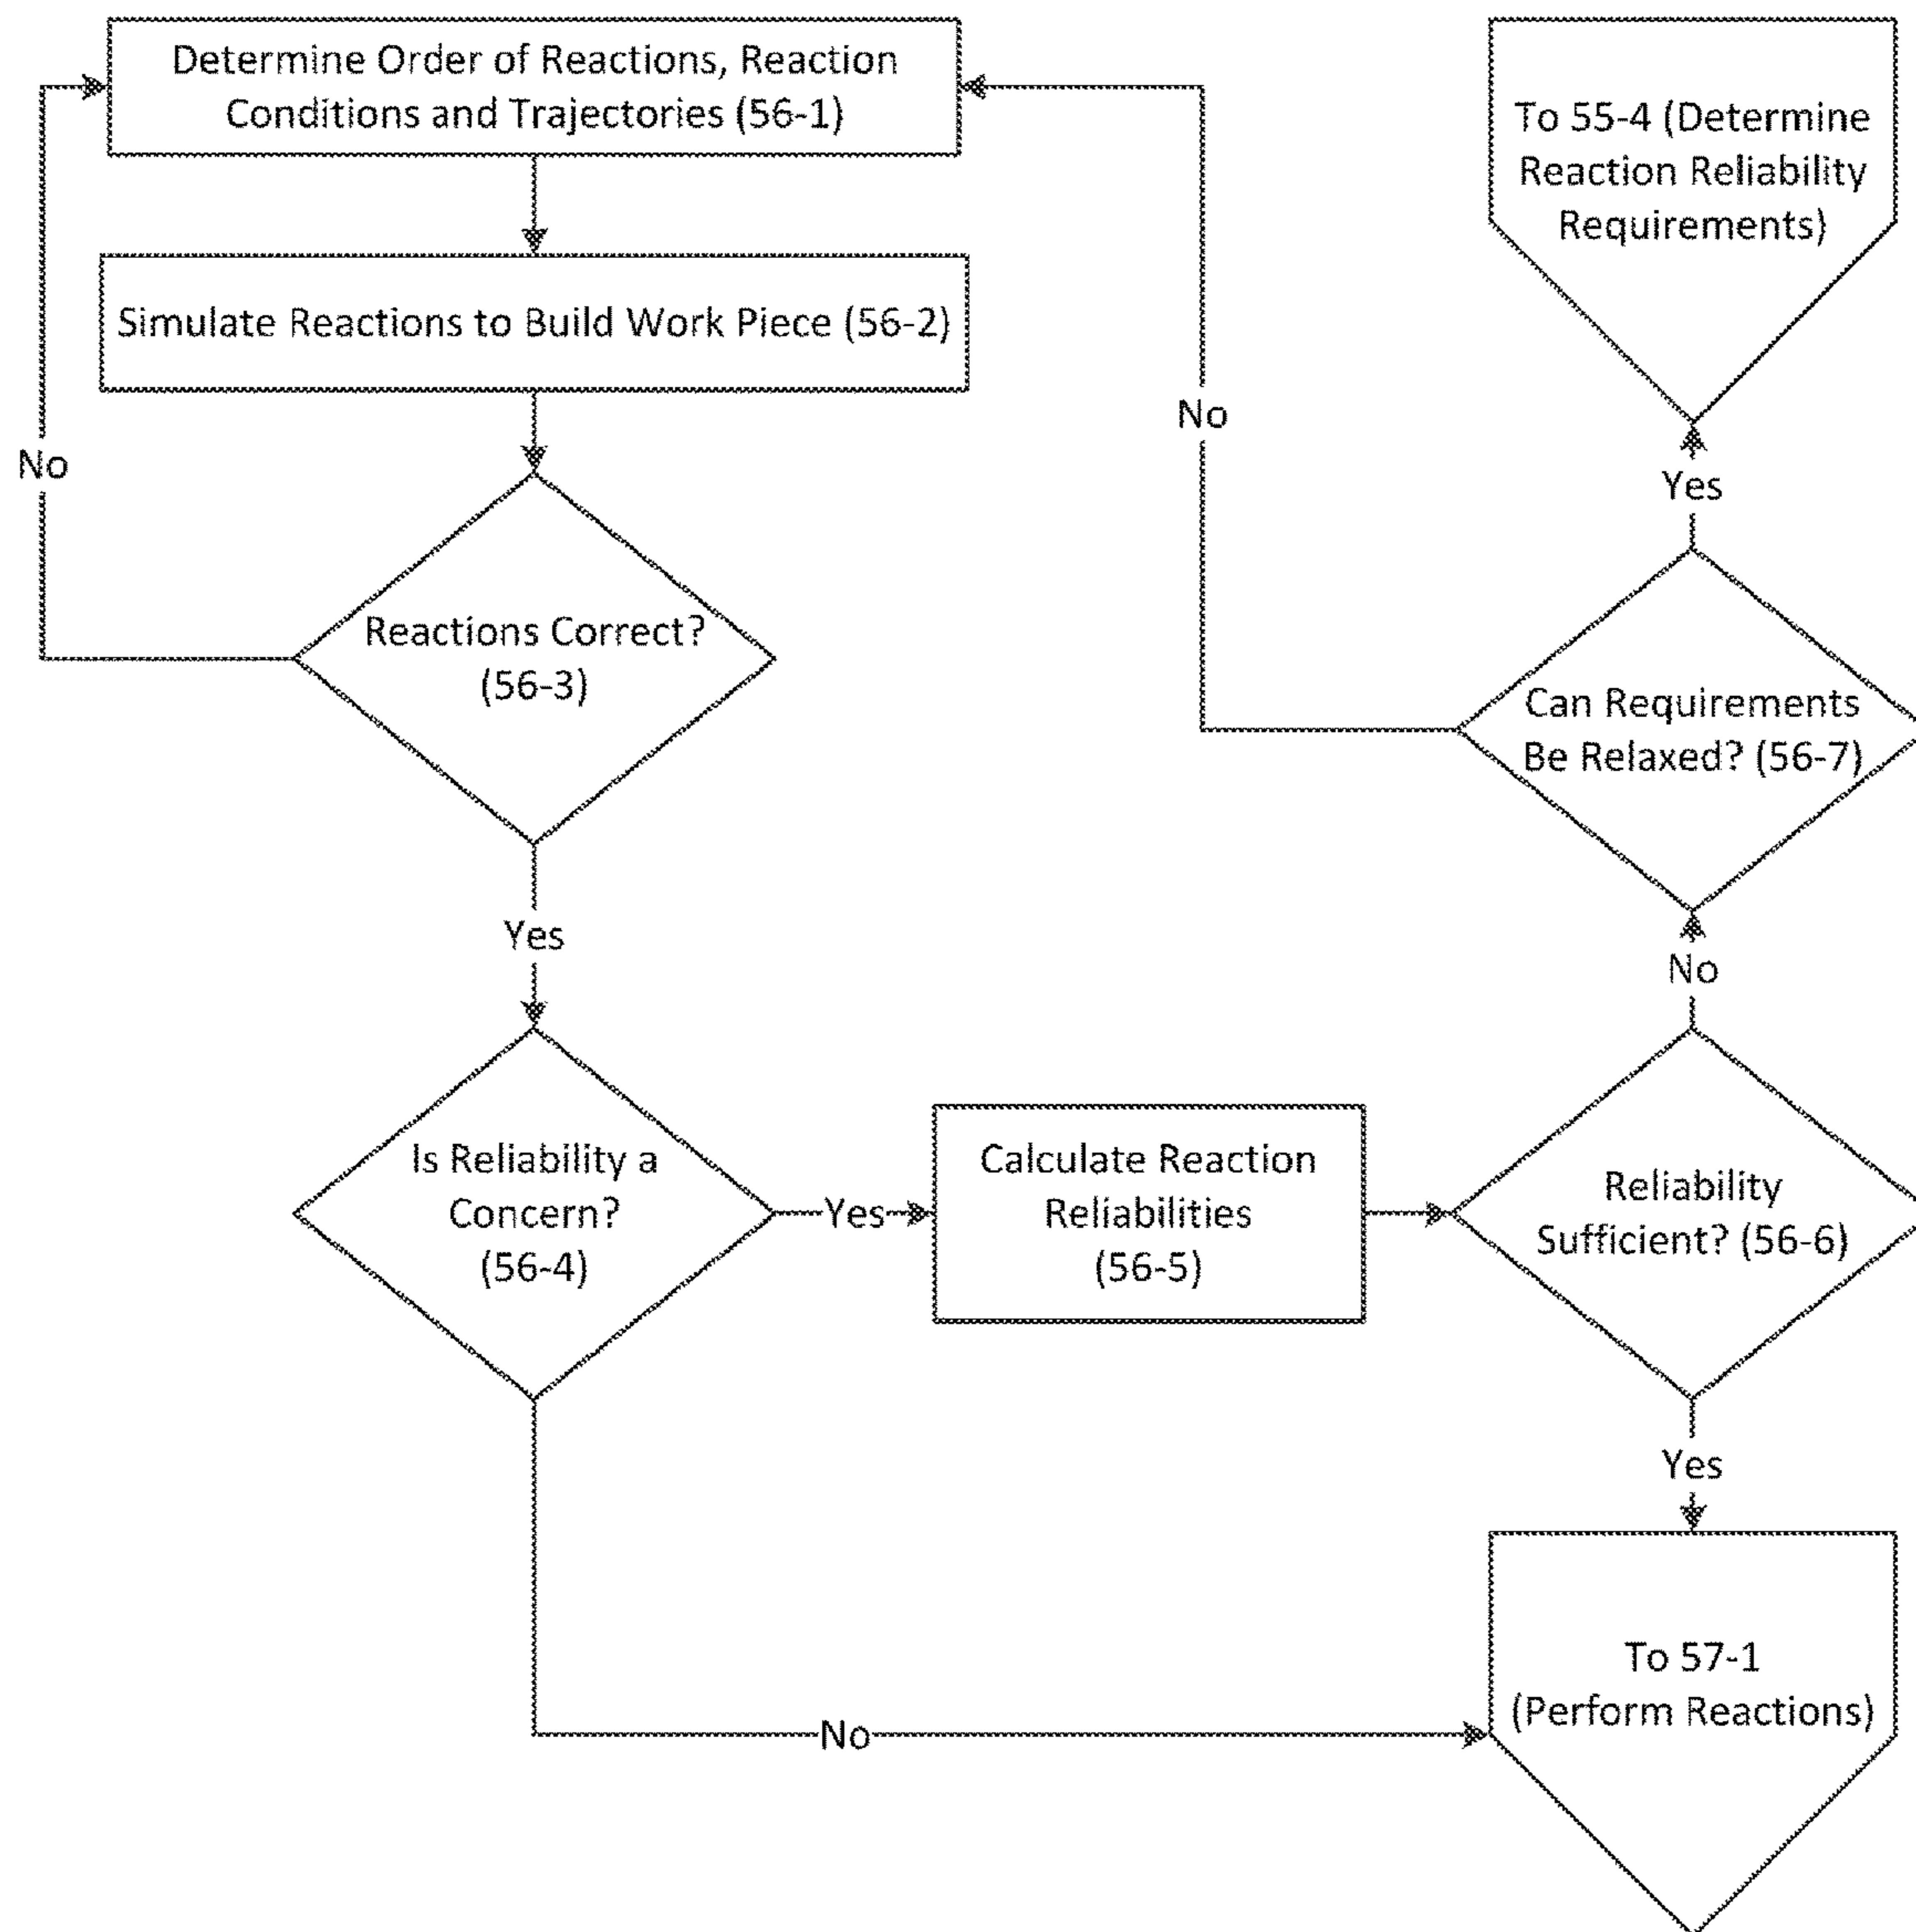 Determine Order of Reactions, Reaction
Conditions and Trajectories (56-1)
Simulate Reactions to Build Work Piece (56-2)
No
Reactions Correct?
(56-3)
Yes
Is Reliability a
Concern?
(56-4)
Yes
Calculate Reaction
Reliabilities
(56-5)
Reliability
Sufficient? (56-6)
No
Can Requirements
Be Relaxed? (56-7)
No
Yes
To 55-4 (Determine
Reaction Reliability
Requirements)
Yes
No
To 57-1
(Perform Reactions)